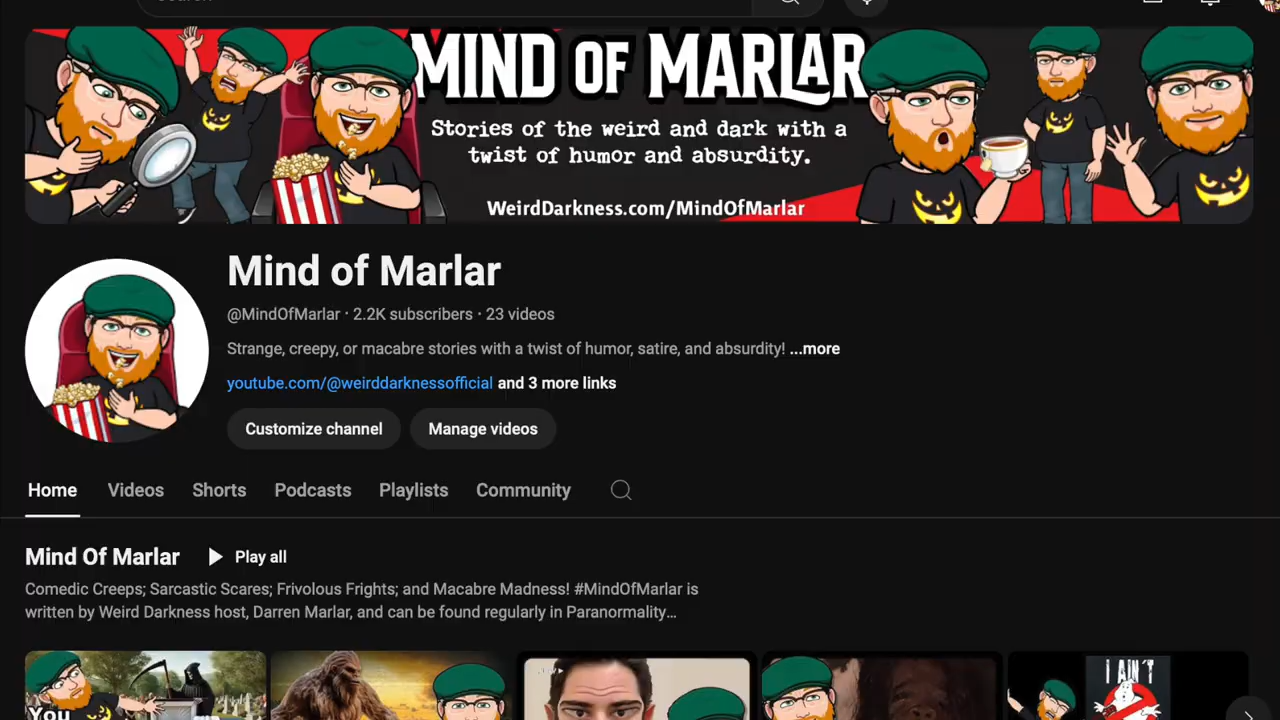 MIND OF MARLAR
Stories of the weird and dark with a
twist of humor and absurdity.
WeirdDarkness.com/MindOfMarlar
Mind of Marlar
@MindOfMarlar · 2.2K subscribers · 23 videos
Strange, creepy, or macabre stories with a twist of humor, satire, and absurdity! ...more
youtube.com/@weirddarknessofficial and 3 more links
Customize channel Manage videos
Home Videos Shorts Podcasts Playlists Community
Mind Of Marlar Play all
Comedic Creeps; Sarcastic Scares; Frivolous Frights; and Macabre Madness! #MindOfMarlar is
written by Weird Darkness host, Darren Marlar, and can be found regularly in Paranormality...
I AIN'T
You